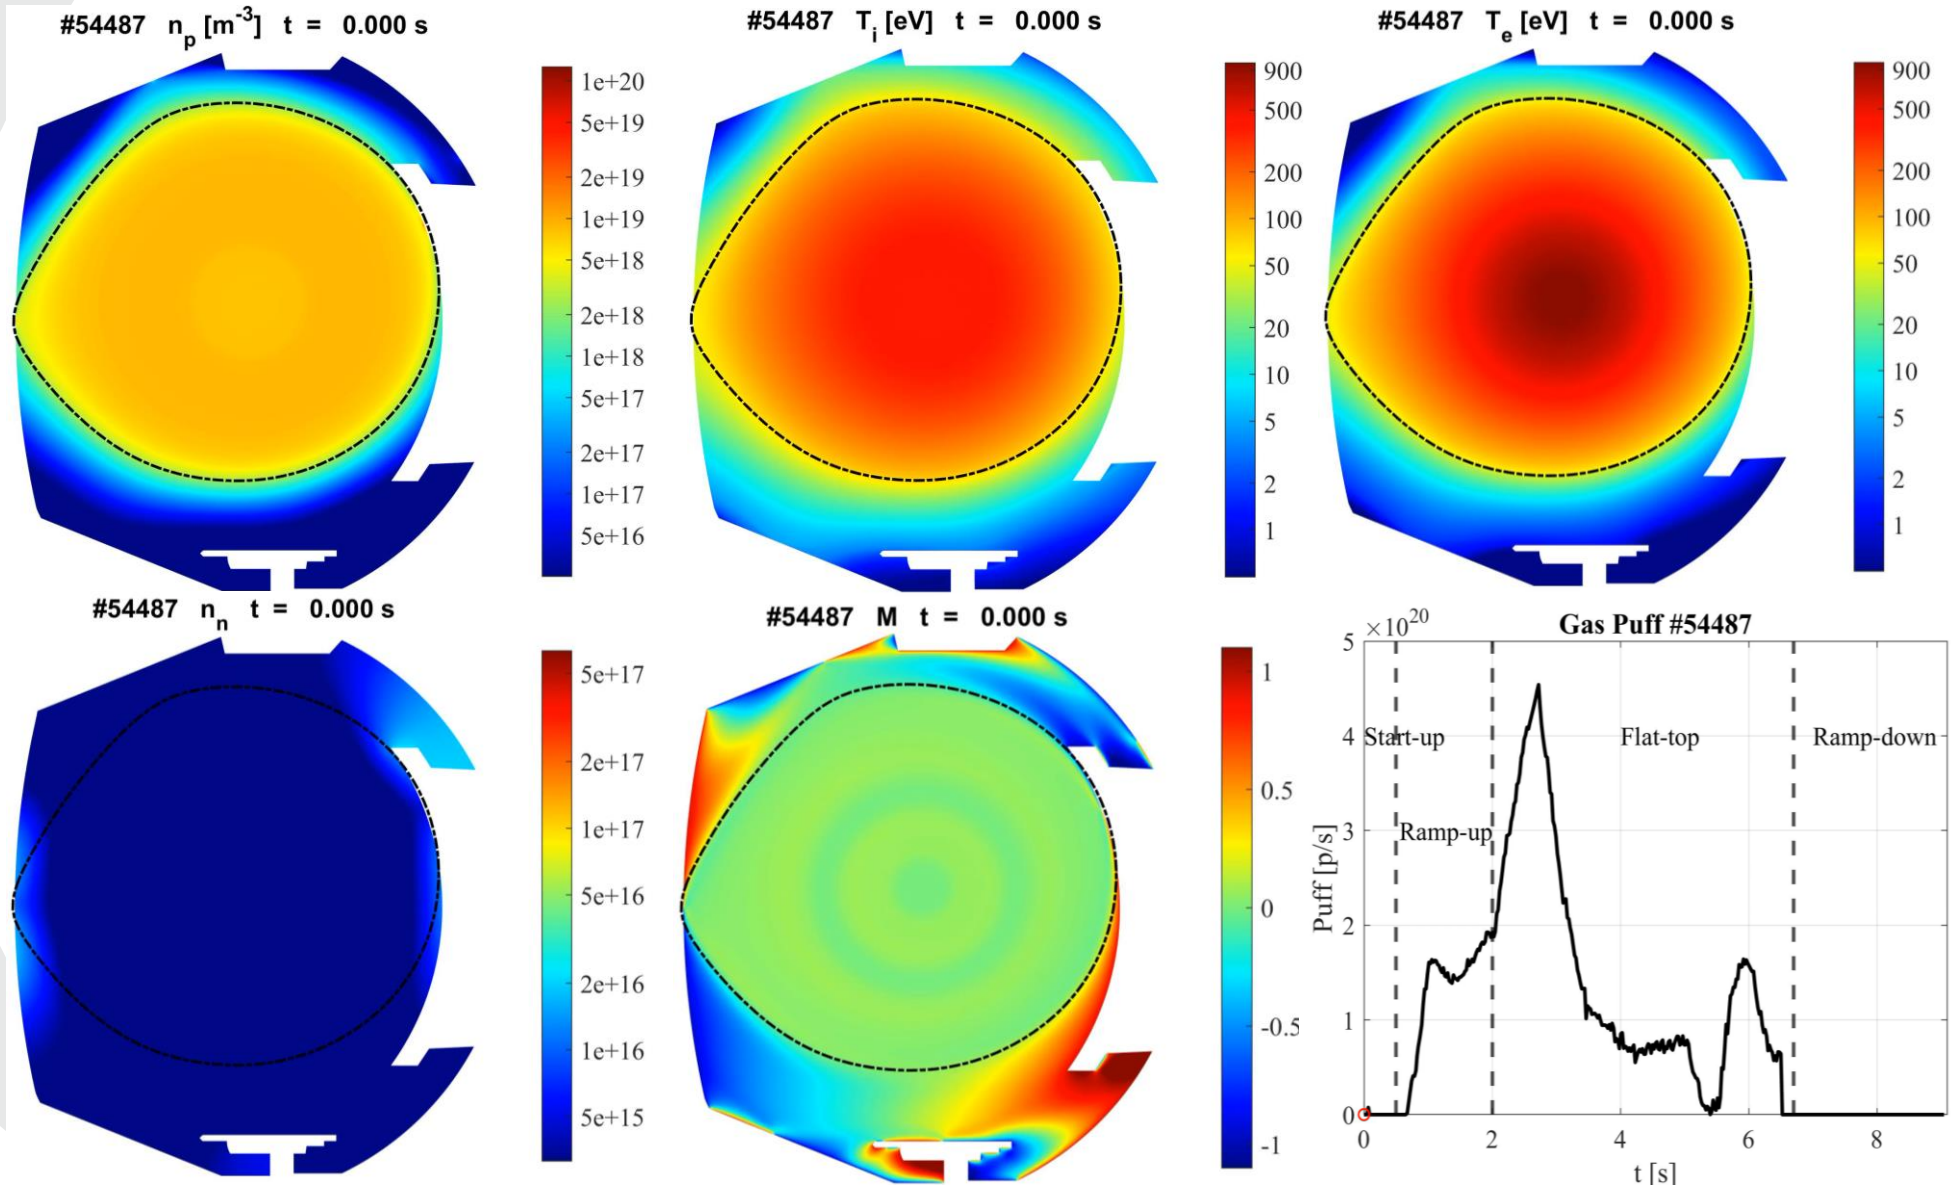 #54487 n_p [m^-3] t = 0.000 s
1e+20
5e+19
2e+19
1e+19
5e+18
2e+18
1e+18
5e+17
2e+17
1e+17
5e+16
#54487 T_i [eV] t = 0.000 s
900
500
200
100
50
20
10
5
2
1
#54487 T_e [eV] t = 0.000 s
900
500
200
100
50
20
10
5
2
1
#54487 n_n t = 0.000 s
5e+17
2e+17
1e+17
5e+16
2e+16
1e+16
5e+15
#54487 M t = 0.000 s
1
0.5
0
-0.5
-1
Gas Puff #54487
×10^20
5
4
3
2
1
0
Puff [p/s]
Start-up
Ramp-up
Flat-top
Ramp-down
0 2 4 6 8
t [s]